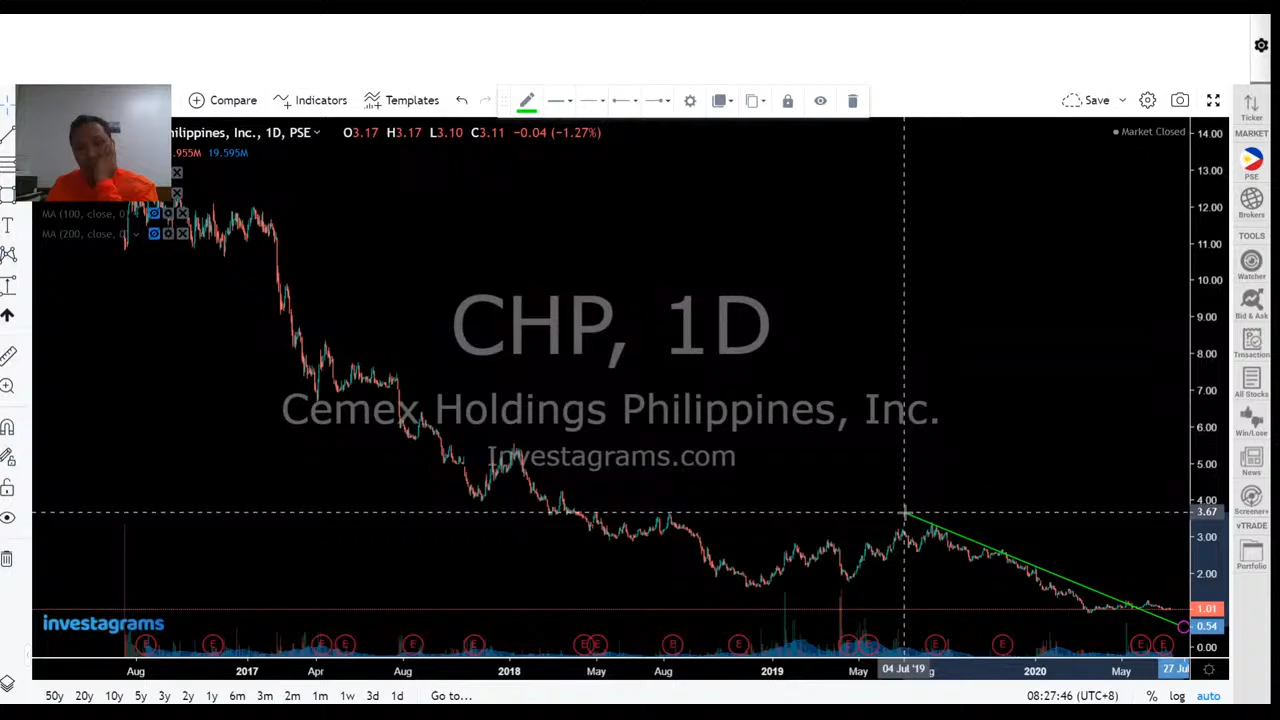 Compare Indicators Templates Save
hilippines, Inc., 1D, PSE O3.17 H3.17 L3.10 C3.11 −0.04 (−1.27%)
Market Closed
.955M 19.595M
MA (100, close, 0
MA (200, close, 0
CHP, 1D
Cemex Holdings Philippines, Inc.
Investagrams.com
investagrams
14.00
13.00
12.00
11.00
10.00
9.00
8.00
7.00
6.00
5.00
4.00
3.67
3.00
2.00
1.01
0.54
0.00
E E E E E E E E E E E E E E E E
Aug 2017 Apr Aug 2018 May Aug 2019 May 04 Jul '19 g 2020 May 27 Jul
50y 20y 10y 5y 3y 2y 1y 6m 3m 2m 1m 1w 3d 1d Go to...
08:27:46 (UTC+8) % log auto
Ticker
MARKET
PSE
Brokers
TOOLS
Watcher
Bid & Ask
Trnsaction
All Stocks
Win/Lose
News
Screener+
vTRADE
Portfolio